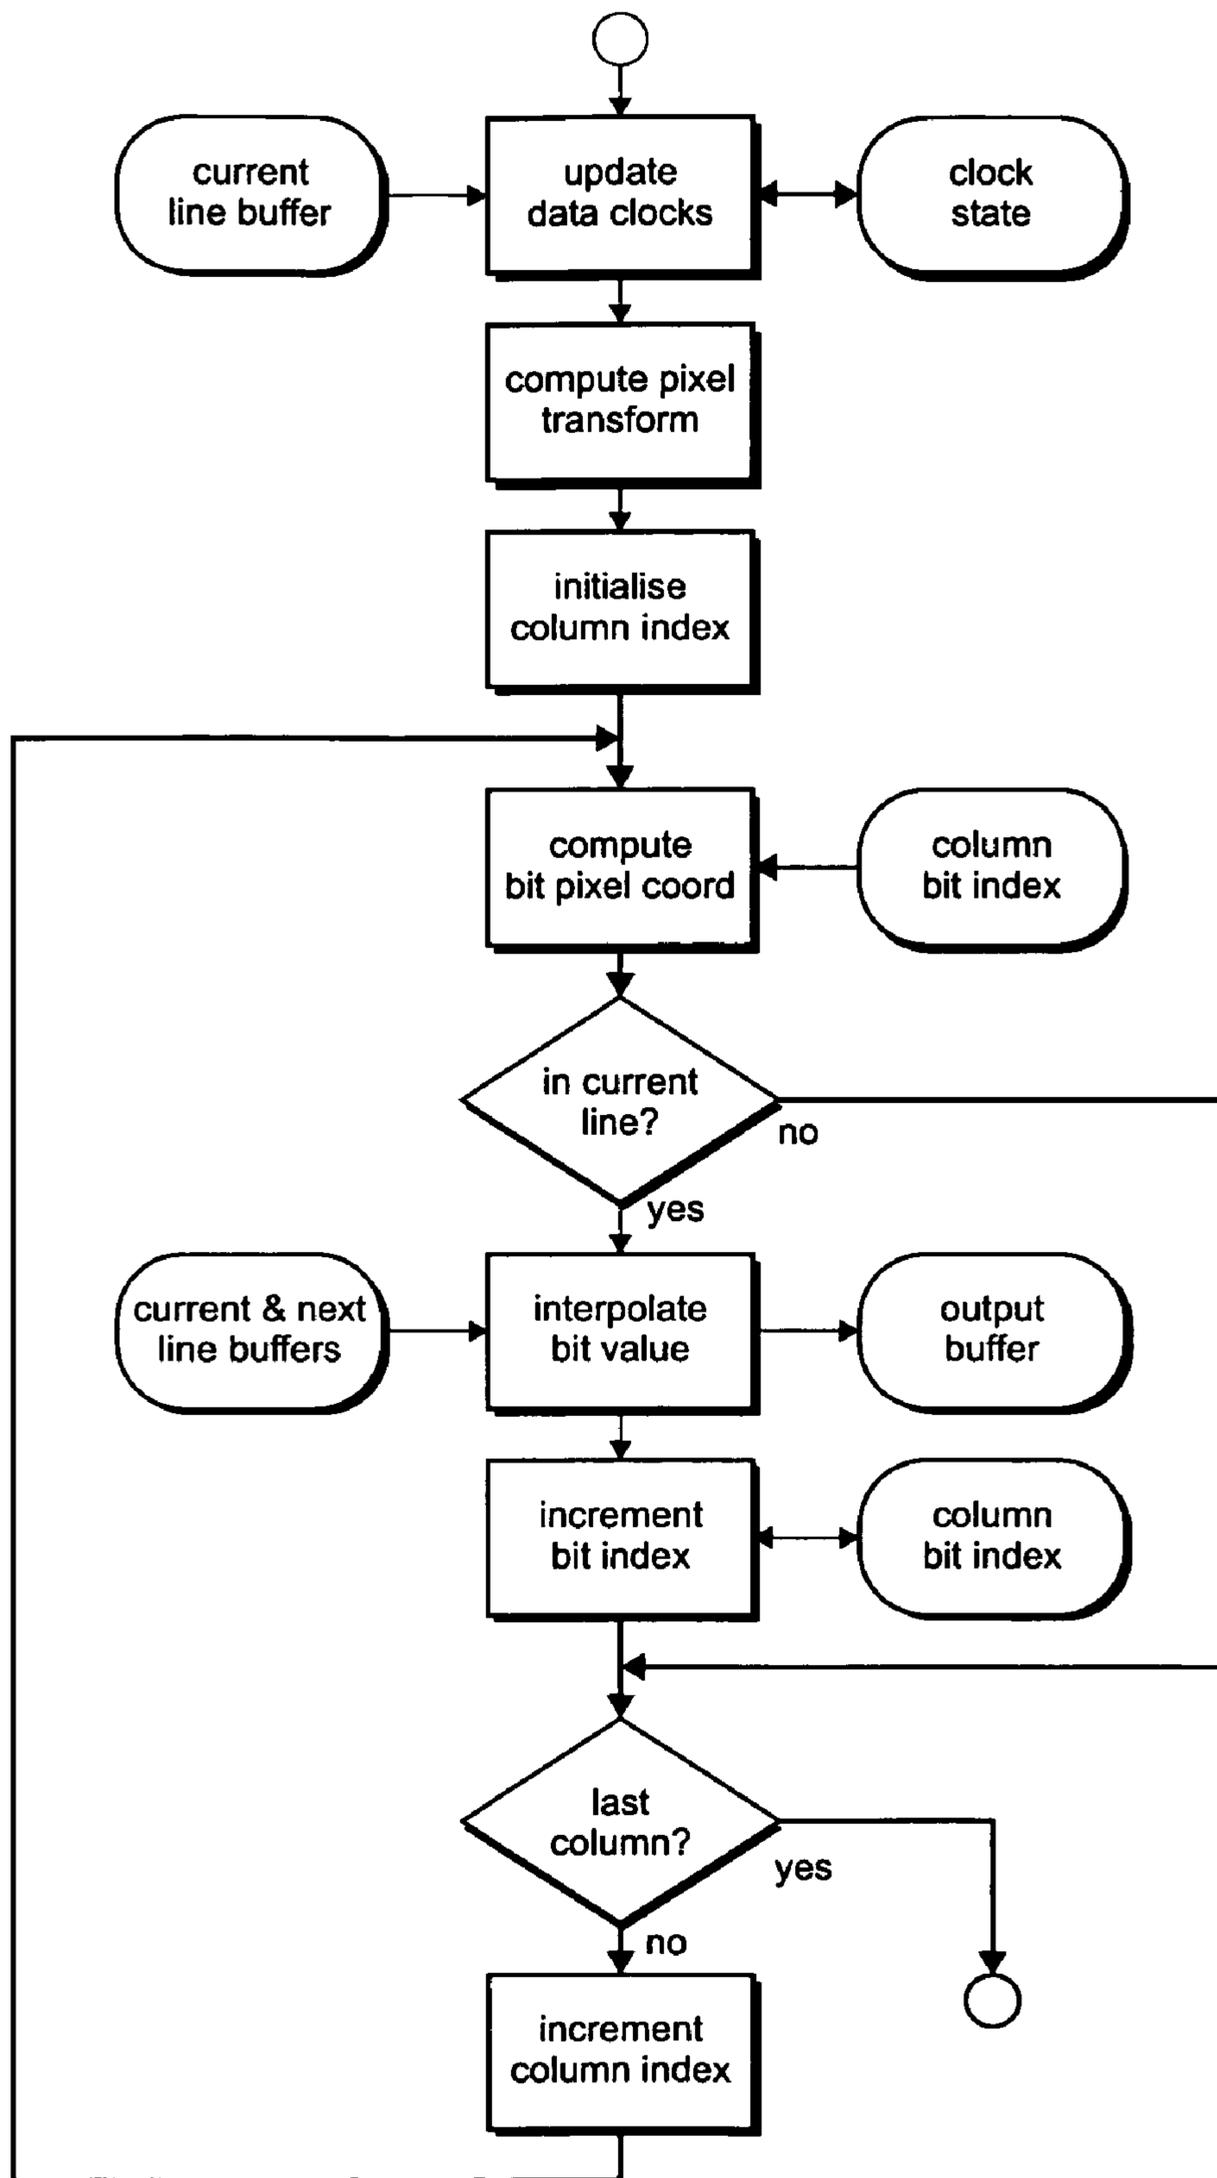 current
line buffer
update
data clocks
clock
state
compute pixel
transform
initialise
column index
compute
bit pixel coord
column
bit index
in current
line?
no
yes
current & next
line buffers
interpolate
bit value
output
buffer
increment
bit index
column
bit index
last
column?
yes
no
increment
column index